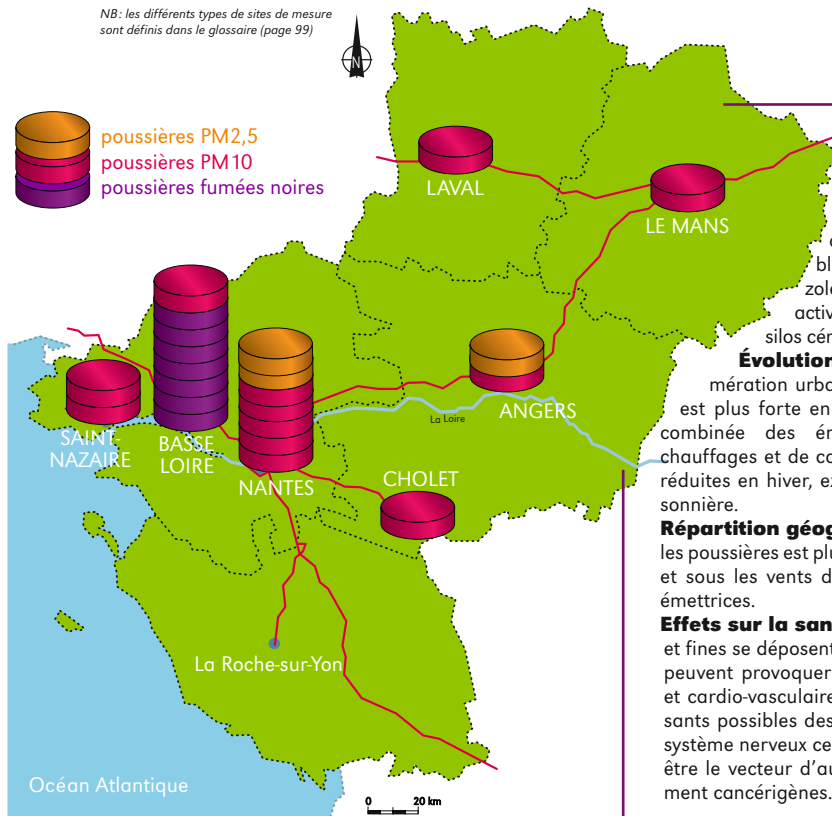 NB : les différents types de sites de mesure
sont définis dans le glossaire (page 99)
N
poussières PM2,5
poussières PM10
poussières fumées noires
LAVAL
LE MANS
SAINT-
NAZAIRE
BASSE
LOIRE
NANTES
ANGERS
La Loire
CHOLET
La Roche-sur-Yon
Océan Atlantique
0 20 km
silos cér
Évolution
mération urba
est plus forte en
combinée des ém
chauffages et de co
réduites en hiver, ex
sonnière.
Répartition géog
les poussières est plu
et sous les vents d
émettrices.
Effets sur la san
et fines se déposent
peuvent provoquer
et cardio-vasculaire
sants possibles des
système nerveux ce
être le vecteur d'au
ment cancérigènes.